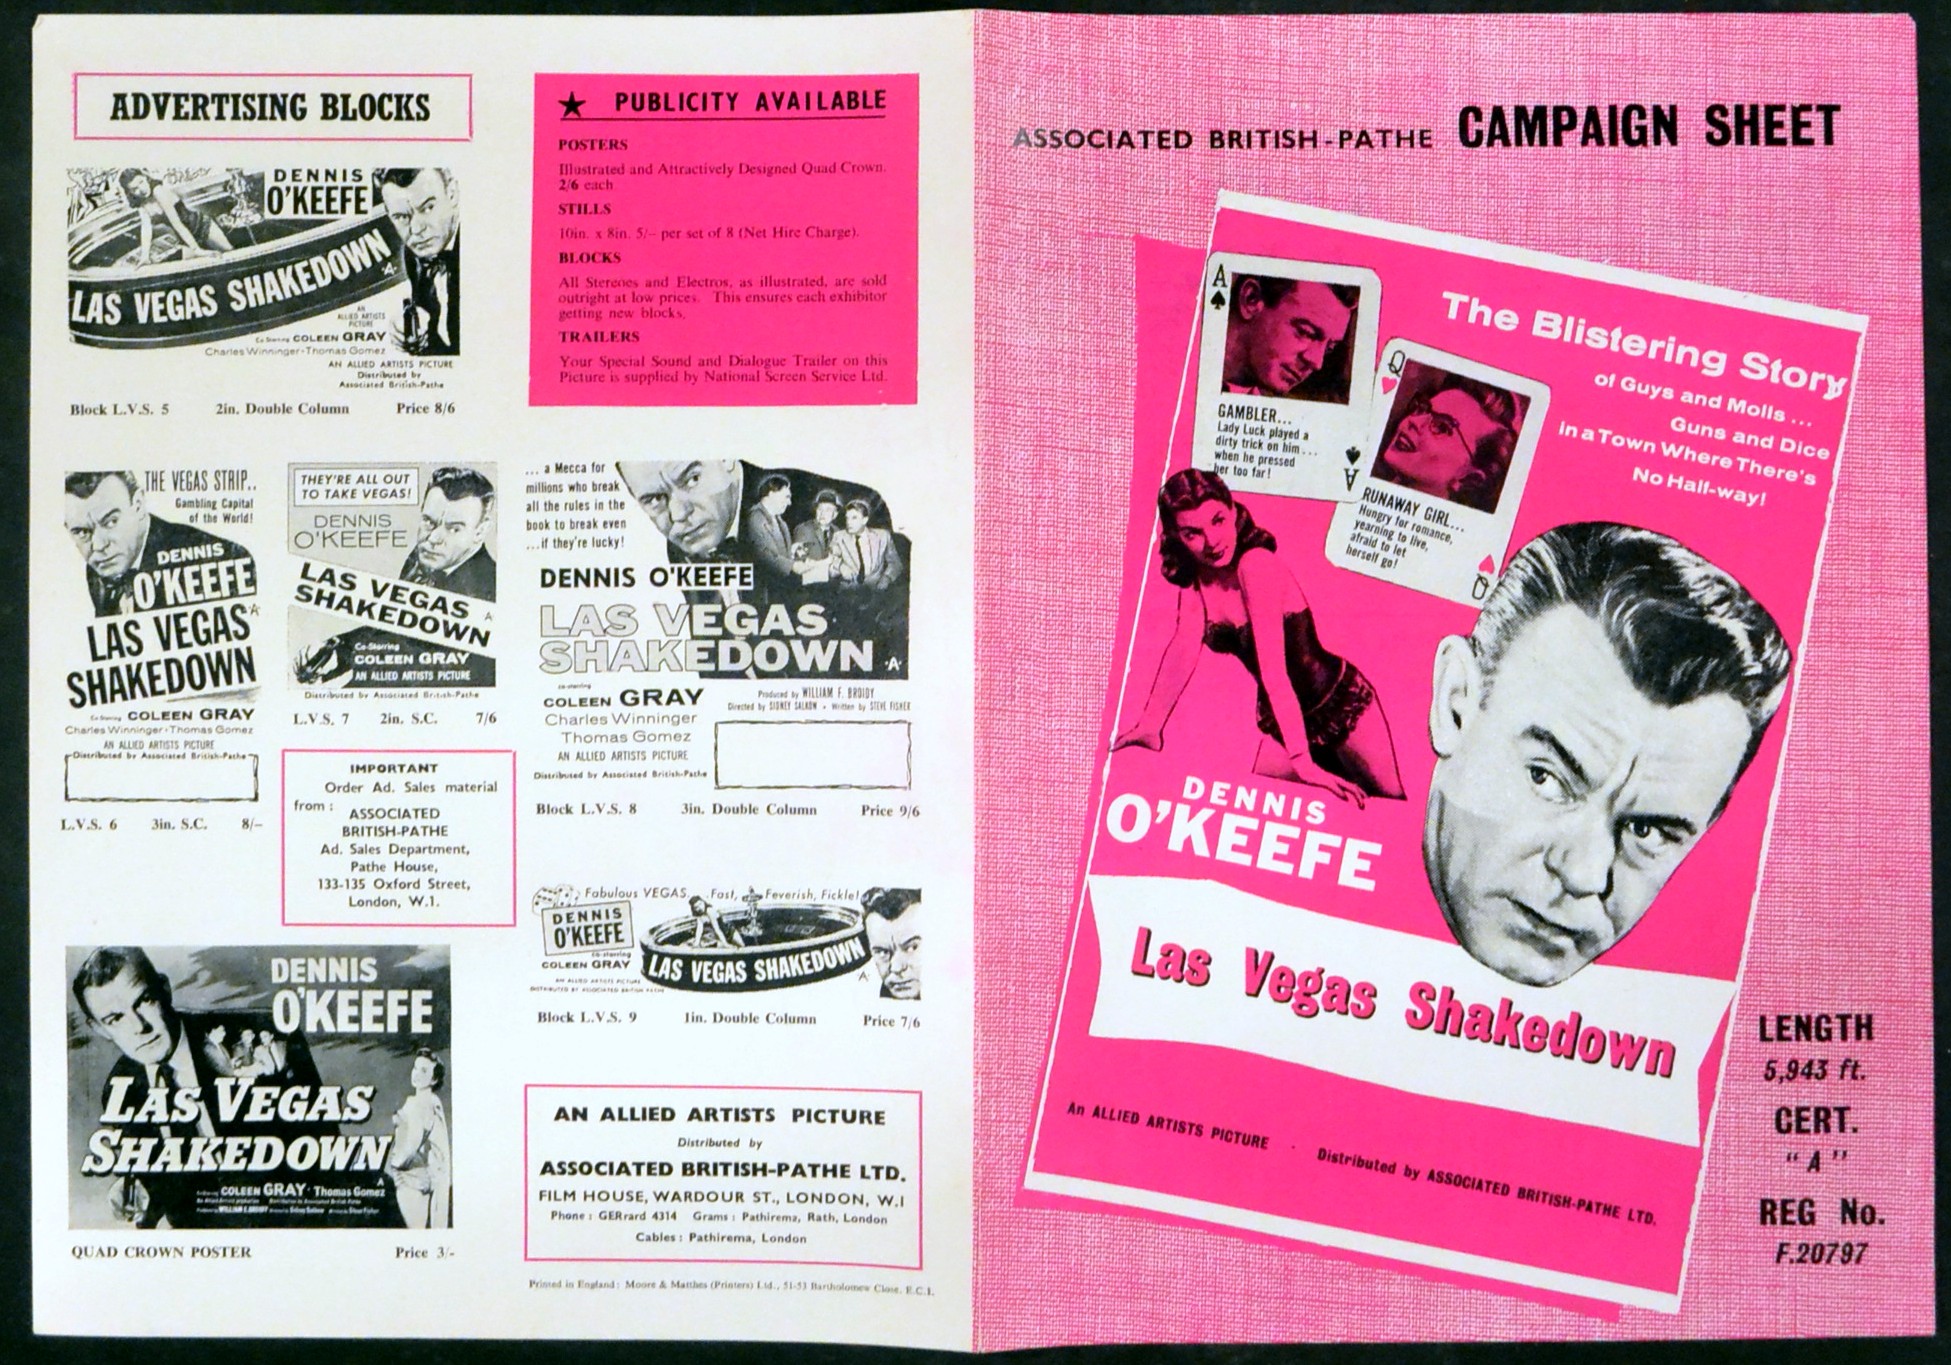 ADVERTISING BLOCKS
DENNIS
O'KEEFE
LAS VEGAS SHAKEDOWN
'A'
AN
ALLIED ARTISTS
PICTURE
Co-Starring COLEEN GRAY
Charles Winninger · Thomas Gomez
AN ALLIED ARTISTS PICTURE
Distributed by
Associated British-Pathe
Block L.V.S. 5 2in. Double Column Price 8/6
THE VEGAS STRIP..
Gambling Capital
of the World!
DENNIS
O'KEEFE
LAS VEGAS 'A'
SHAKEDOWN
Co-Starring COLEEN GRAY
Charles Winninger · Thomas Gomez
AN ALLIED ARTISTS PICTURE
Distributed by Associated British-Pathe
L.V.S. 6 3in. S.C. 8/–
THEY'RE ALL OUT
TO TAKE VEGAS!
DENNIS
O'KEEFE
LAS VEGAS 'A'
SHAKEDOWN
Co-Starring
COLEEN GRAY
AN ALLIED ARTISTS PICTURE
Distributed by Associated British-Pathe
L.V.S. 7 2in. S.C. 7/6
IMPORTANT
Order Ad. Sales material
from :
ASSOCIATED
BRITISH-PATHE
Ad. Sales Department,
Pathe House,
133-135 Oxford Street,
London, W.1.
DENNIS
O'KEEFE
LAS VEGAS
SHAKEDOWN
'A'
COLEEN GRAY · Thomas Gomez
QUAD CROWN POSTER Price 3/-
★ PUBLICITY AVAILABLE
POSTERS
Illustrated and Attractively Designed Quad Crown.
2/6 each
STILLS
10in. x 8in. 5/– per set of 8 (Net Hire Charge).
BLOCKS
All Stereoes and Electros, as illustrated, are sold
outright at low prices. This ensures each exhibitor
getting new blocks.
TRAILERS
Your Special Sound and Dialogue Trailer on this
Picture is supplied by National Screen Service Ltd.
... a Mecca for
millions who break
all the rules in the
book to break even
...if they're lucky!
DENNIS O'KEEFE
LAS VEGAS
SHAKEDOWN 'A'
co-starring
COLEEN GRAY
Charles Winninger
Thomas Gomez
AN ALLIED ARTISTS PICTURE
Distributed by Associated British-Pathe
Produced by WILLIAM F. BROIDY
Directed by SIDNEY SALKOW · Written by STEVE FISHER
Block L.V.S. 8 3in. Double Column Price 9/6
Fabulous VEGAS... Fast, Feverish, Fickle!
DENNIS
O'KEEFE
co-starring
COLEEN GRAY
AN ALLIED ARTISTS PICTURE
DISTRIBUTED BY ASSOCIATED BRITISH PATHE
LAS VEGAS SHAKEDOWN
'A'
Block L.V.S. 9 1in. Double Column Price 7/6
AN ALLIED ARTISTS PICTURE
Distributed by
ASSOCIATED BRITISH-PATHE LTD.
FILM HOUSE, WARDOUR ST., LONDON, W.I
Phone : GERrard 4314 Grams : Pathirema, Rath, London
Cables : Pathirema, London
Printed in England : Moore & Matthes (Printers) Ltd., 51-53 Bartholomew Close, E.C.1.
ASSOCIATED BRITISH-PATHE CAMPAIGN SHEET
A
GAMBLER...
Lady Luck played a
dirty trick on him...
when he pressed
her too far!
A
Q
RUNAWAY GIRL...
Hungry for romance,
yearning to live,
afraid to let
herself go!
Q
The Blistering Story
of Guys and Molls ...
Guns and Dice
in a Town Where There's
No Half-way!
DENNIS
O'KEEFE
Las Vegas Shakedown
An ALLIED ARTISTS PICTURE · Distributed by ASSOCIATED BRITISH-PATHE LTD.
LENGTH
5,943 ft.
CERT.
"A"
REG No.
F.20797